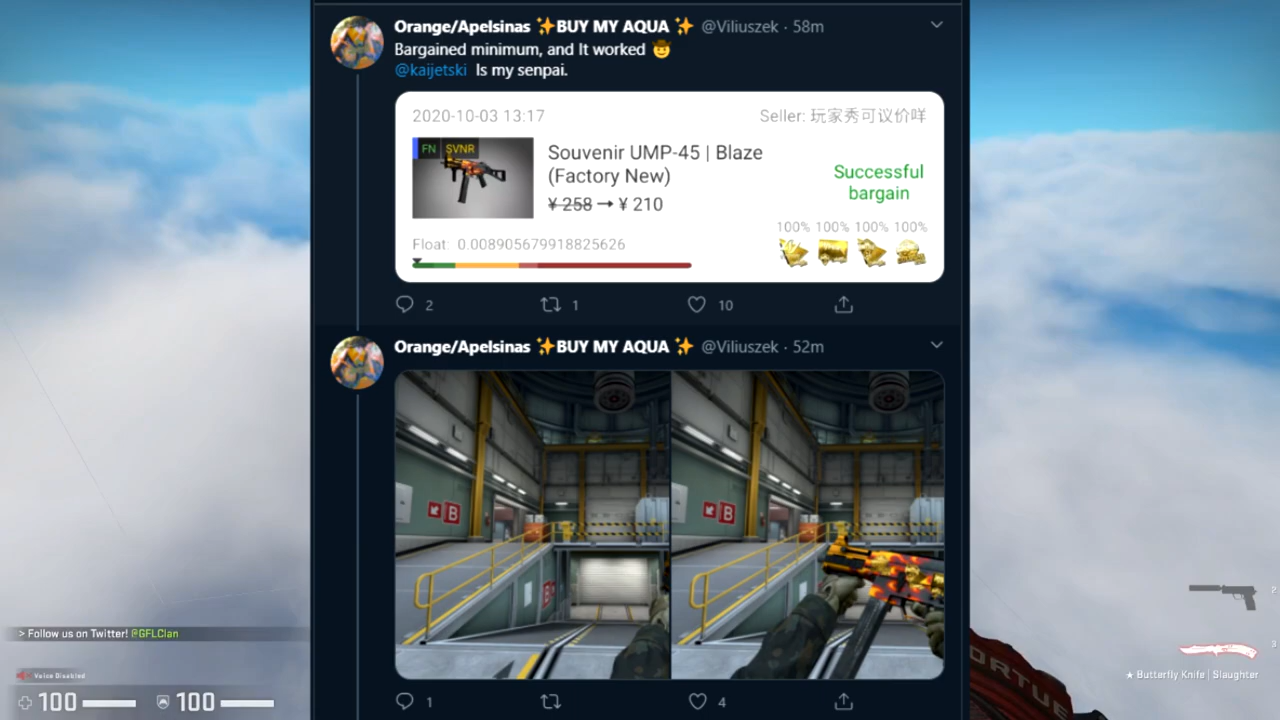 Orange/Apelsinas ✨BUY MY AQUA ✨ @Viliuszek · 58m
Bargained minimum, and It worked 🤠
@kaijetski Is my senpai.
2020-10-03 13:17
Seller: 玩家秀可议价咩
FN SVNR
Souvenir UMP-45 | Blaze
(Factory New)
¥ 258 → ¥ 210
Successful
bargain
100% 100% 100% 100%
Float: 0.008905679918825626
2 1 10
Orange/Apelsinas ✨BUY MY AQUA ✨ @Viliuszek · 52m
B
B
B
1 4
> Follow us on Twitter! @GFLClan
Voice Disabled
100 100
2
3
★ Butterfly Knife | Slaughter
ORTUE